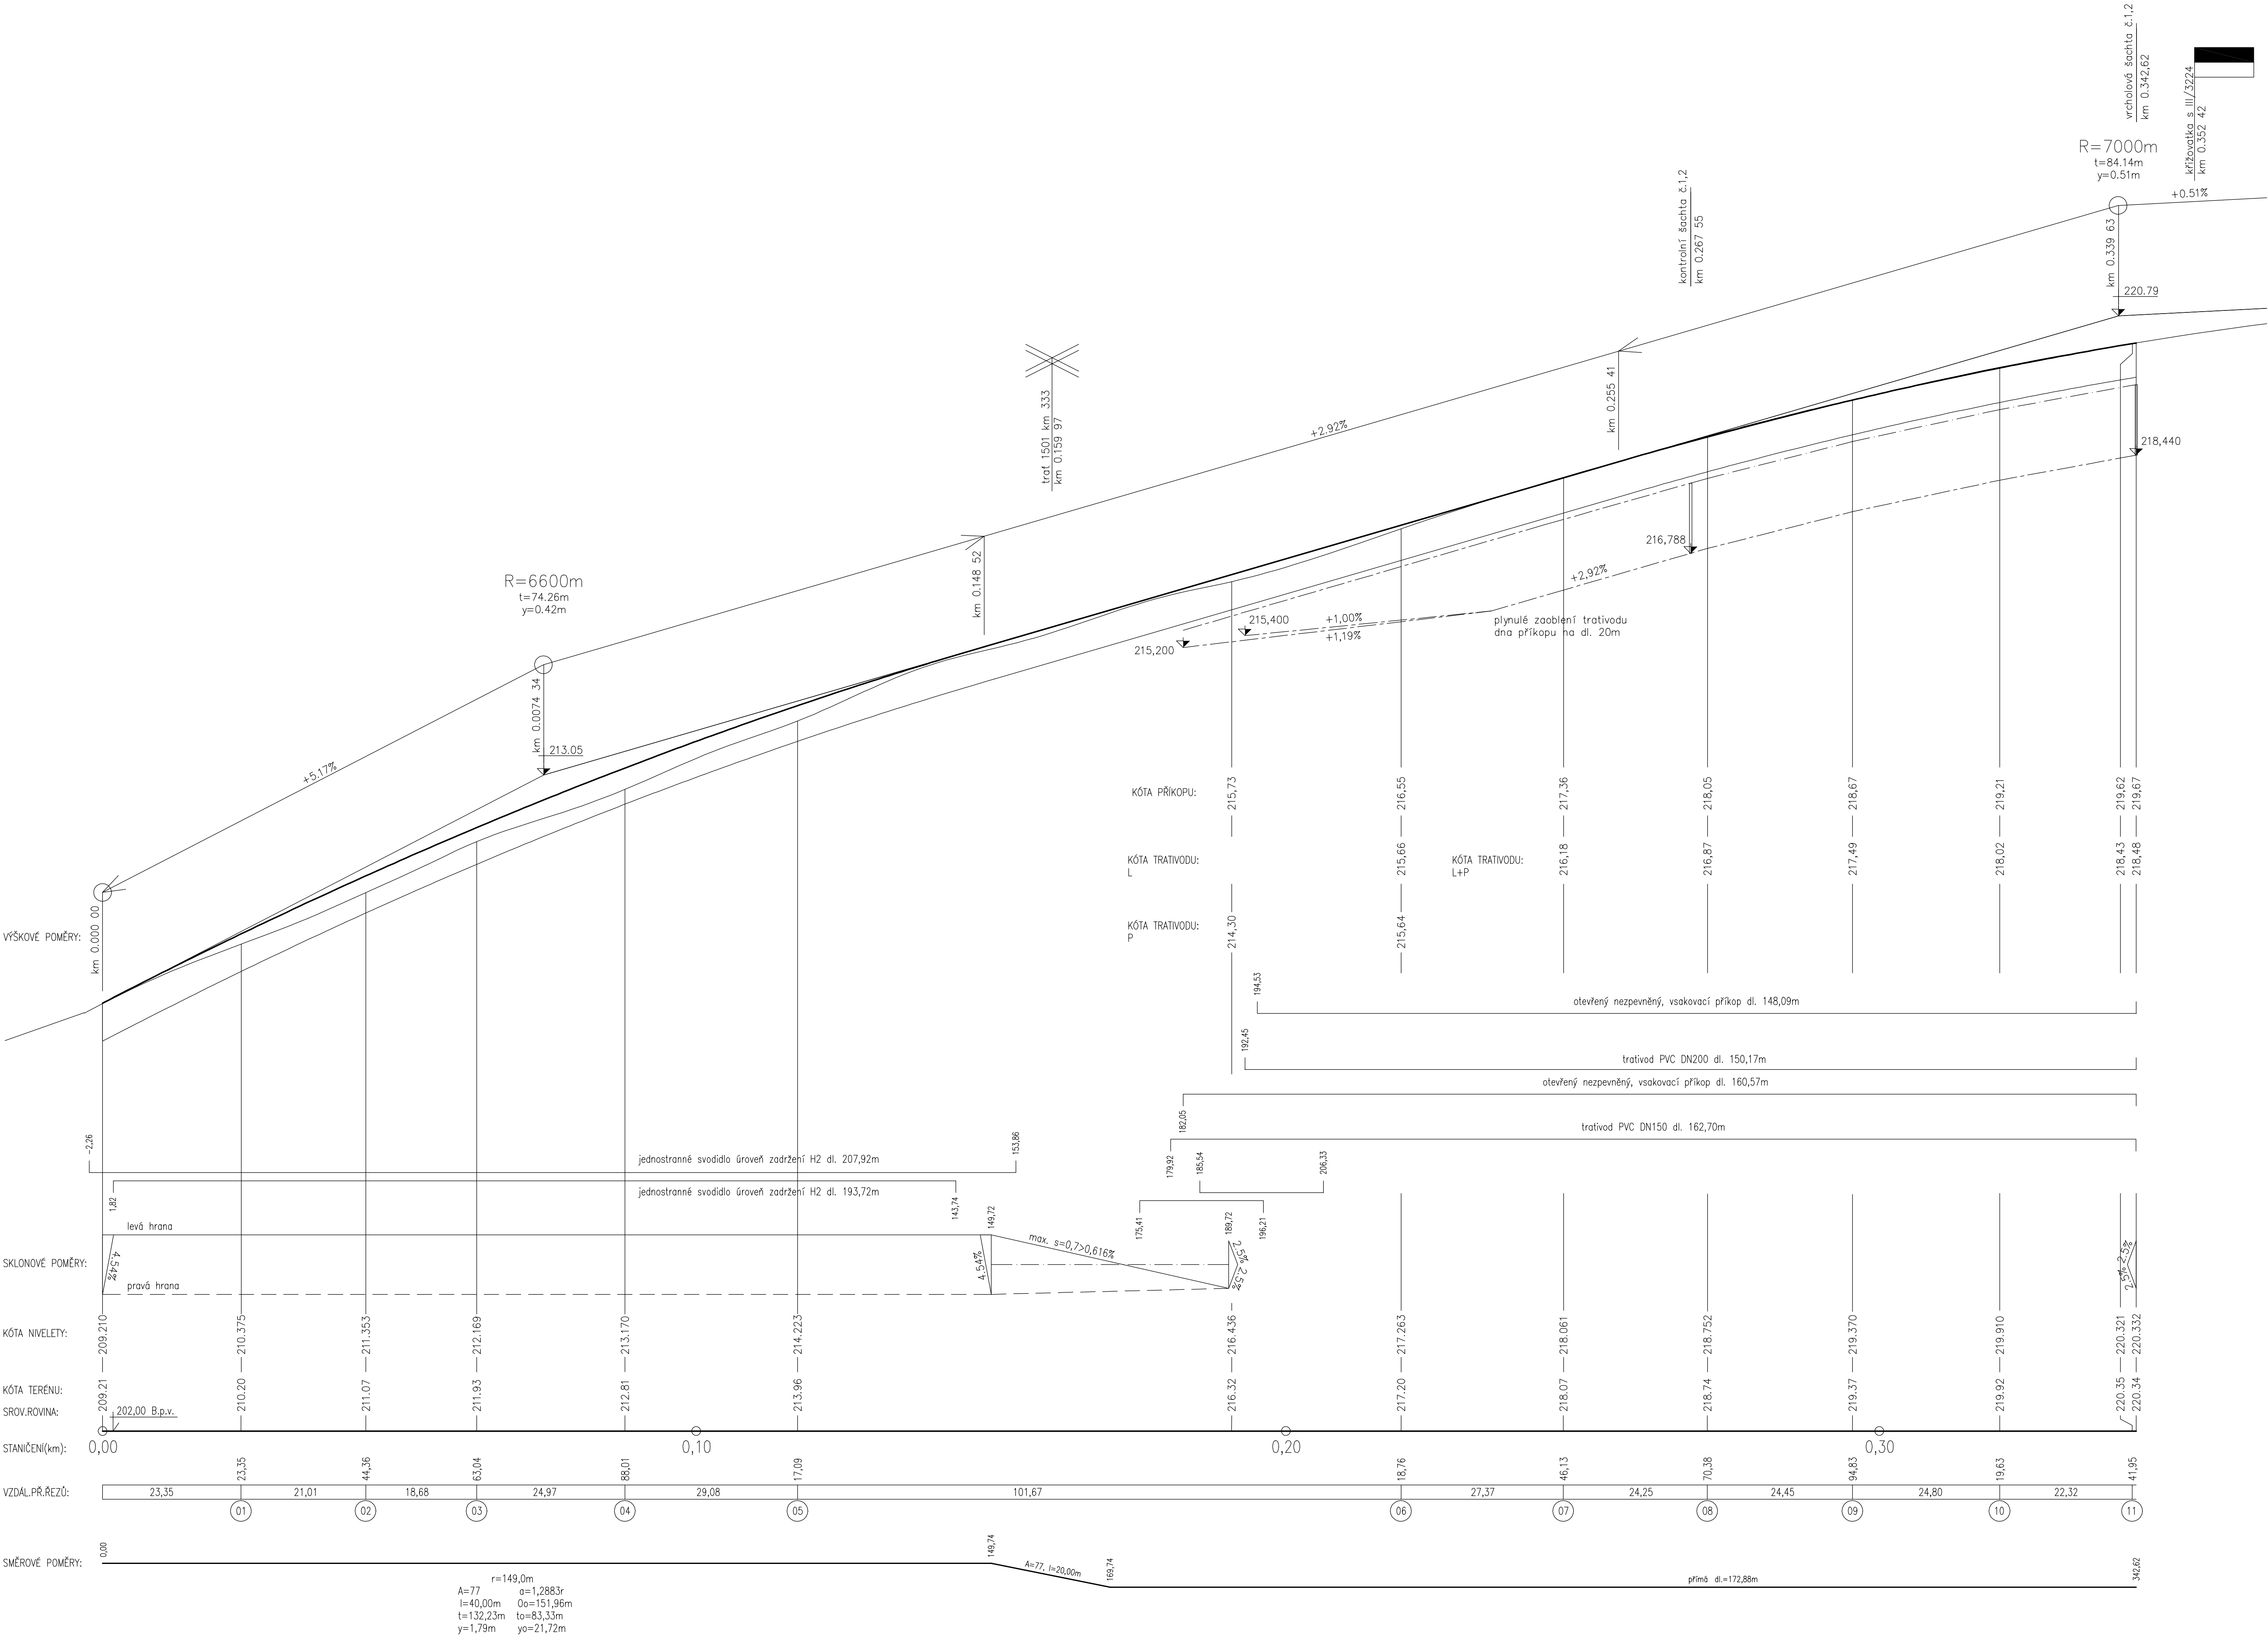 vrcholová šachta č.1,2
km 0.342,62
křižovatka s III/3224
km 0.352 42
R=7000m
t=84.14m
y=0.51m
+0.51%
km 0.339 63
220.79
kontrolní šachta č.1,2
km 0.267 55
km 0.255 41
trať 1501 km 333
km 0.159 97
+2.92%
218,440
216,788
+2,92%
km 0.148 52
R=6600m
t=74.26m
y=0.42m
215,400
+1,00%
215,200
+1,19%
plynulé zaoblení trativodu
dna příkopu na dl. 20m
km 0.0074 34
213.05
+5.17%
KÓTA PŘÍKOPU: 215,73 216,55 217,36 218,05 218,67 219,21 219,62 219,67
KÓTA TRATIVODU:
L
215,66
KÓTA TRATIVODU:
L+P
216,18 216,87 217,49 218,02 218,43 218,48
KÓTA TRATIVODU:
P
214,30 215,64
VÝŠKOVÉ POMĚRY:
km 0.000 00
194,53
otevřený nezpevněný, vsakovací příkop dl. 148,09m
192,45
trativod PVC DN200 dl. 150,17m
otevřený nezpevněný, vsakovací příkop dl. 160,57m
182,05
trativod PVC DN150 dl. 162,70m
179,92
-2,26
jednostranné svodidlo úroveň zadržení H2 dl. 207,92m
153,86
185,54 206,33
1,82
jednostranné svodidlo úroveň zadržení H2 dl. 193,72m
143,74
149,72
175,41
189,72
196,21
levá hrana
SKLONOVÉ POMĚRY:
4.54%
4.54%
max. s=0,7>0,616%
2.5% 2.5%
2.5% 2.5%
pravá hrana
KÓTA NIVELETY: 209.210 210.375 211.353 212.169 213.170 214.223 216.436 217.263 218.061 218.752 219.370 219.910 220.321 220.332
KÓTA TERÉNU: 209.21 210.20 211.07 211.93 212.81 213.96 216.32 217.20 218.07 218.74 219.37 219.92 220.35 220.34
SROV.ROVINA: 202,00 B.p.v.
STANIČENÍ(km): 0,00 0,10 0,20 0,30
23,35 44,36 63,04 88,01 17,09 18,76 46,13 70,38 94,83 19,63 41,95
VZDÁL.PŘ.ŘEZŮ: 23,35 21,01 18,68 24,97 29,08 101,67 27,37 24,25 24,45 24,80 22,32
01 02 03 04 05 06 07 08 09 10 11
SMĚROVÉ POMĚRY:
0,00
149,74
A=77, l=20,00m
169,74
přímá dl.=172,88m
342,62
r=149,0m
A=77 a=1,2883r
l=40,00m Oo=151,96m
t=132,23m to=83,33m
y=1,79m yo=21,72m